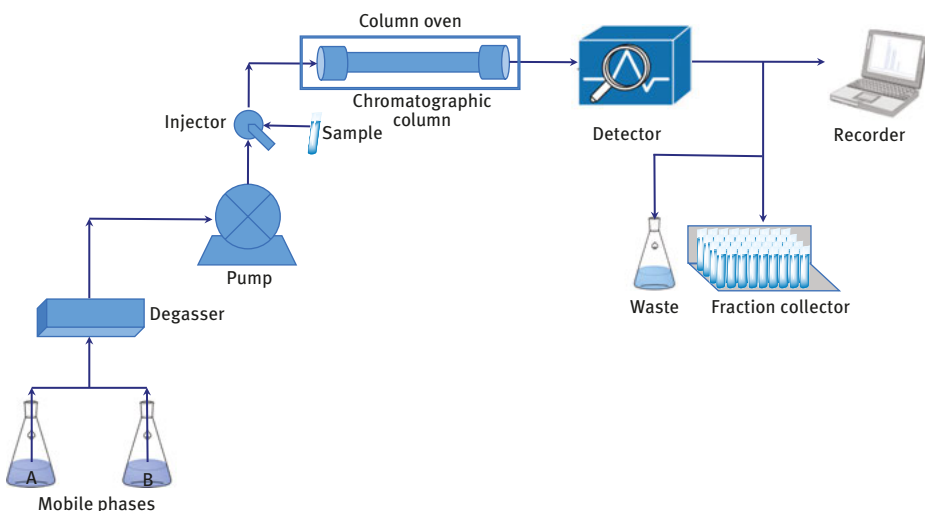 Column oven
Chromatographic
column
Injector
Sample
Detector
Recorder
Pump
Degasser
Waste
Fraction collector
A
B
Mobile phases